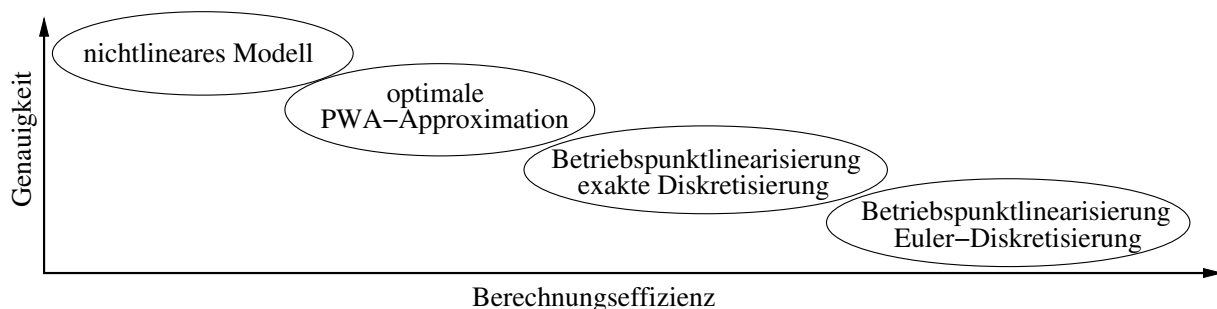 nichtlineares Modell
optimale
PWA−Approximation
Betriebspunktlinearisierung
exakte Diskretisierung
Betriebspunktlinearisierung
Euler−Diskretisierung
Genauigkeit
Berechnungseffizienz